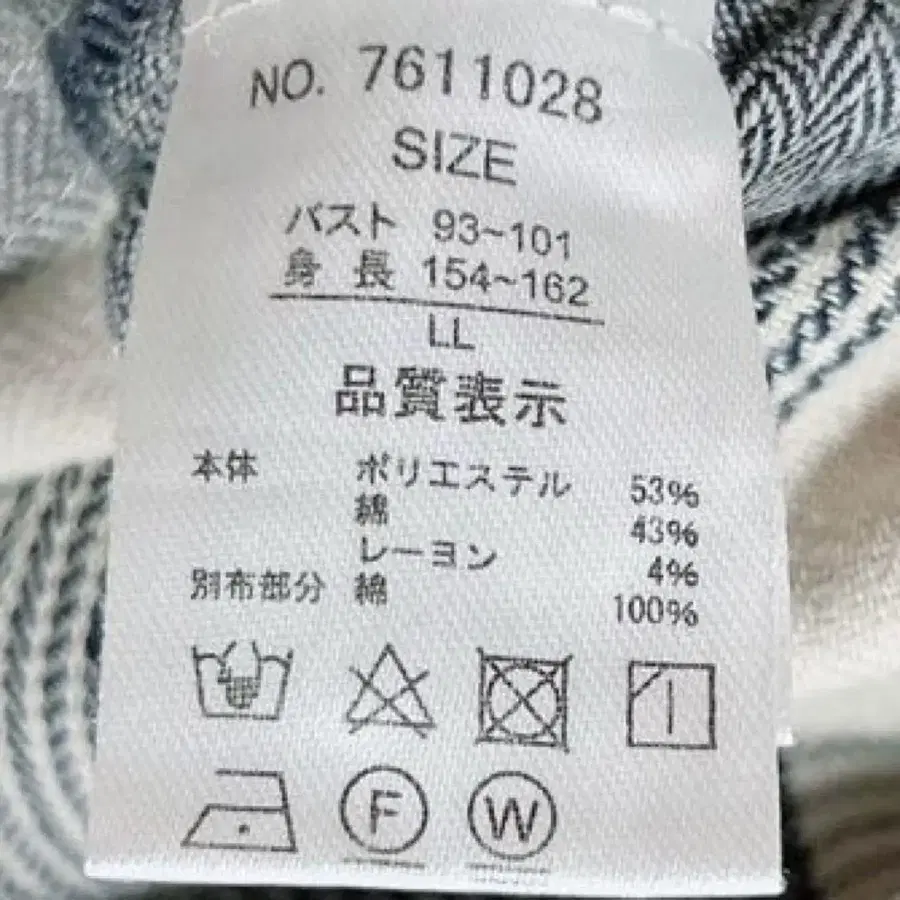 NO. 7611028
SIZE
バスト 93~101
身長 154~162
LL
品質表示
本体 ポリエステル 53%
綿 43%
レーヨン 4%
別布部分 綿 100%
F W